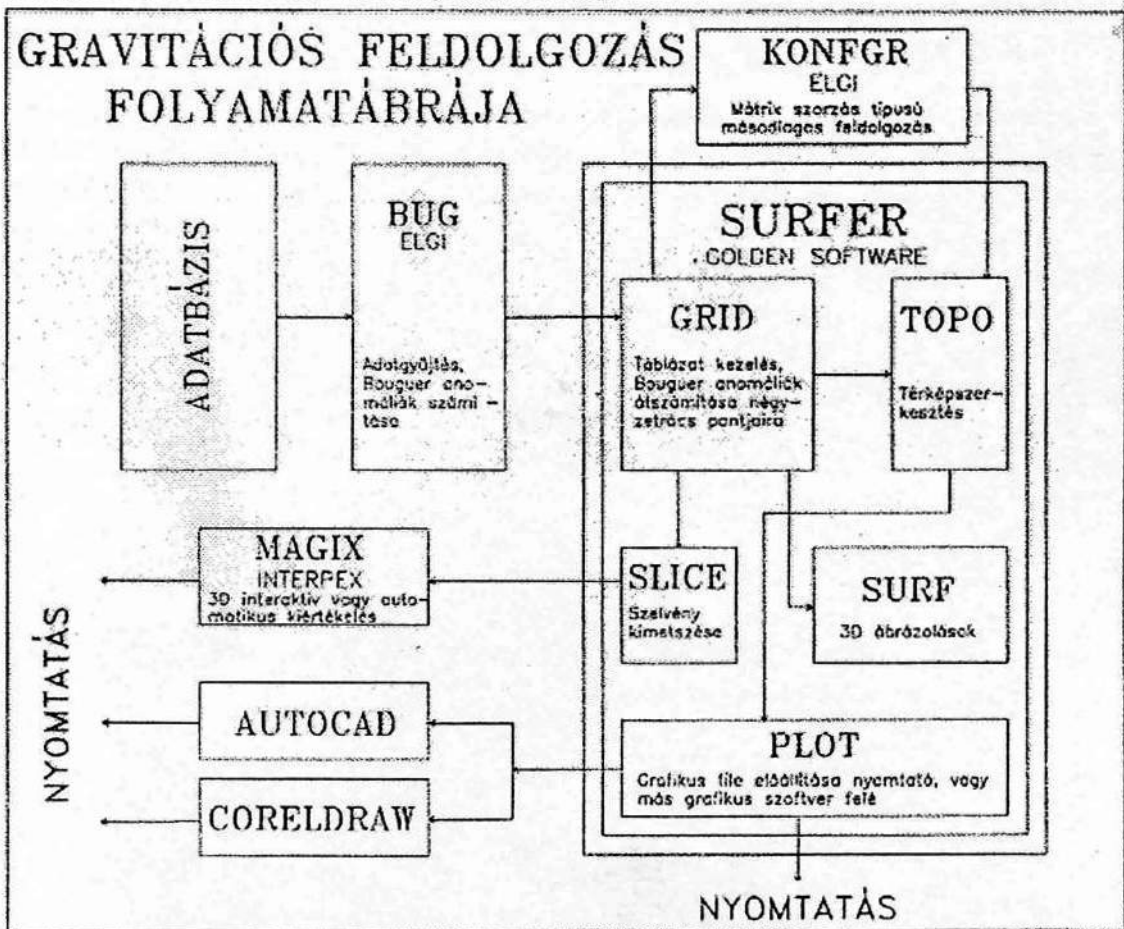 GRAVITÁCIÓS FELDOLGOZÁS
FOLYAMATÁBRÁJA
KONFGR
ELGI
Mátrix szorzás típusú
másodlagos feldolgozás
ADATBÁZIS
BUG
ELGI
Adatgyűjtés,
Bouguer ano-
máliák számí-
tása
SURFER
GOLDEN SOFTWARE
GRID
Táblázat kezelés,
Bouguer anomáliák
átszámítása négy-
zetrács pontjaira
TOPO
Térképszer-
kesztés
MAGIX
INTERPEX
3D interaktív vagy auto-
matikus kiértékelés
SLICE
Szelvény
kimetszése
SURF
3D ábrázolások
NYOMTATÁS
AUTOCAD
CORELDRAW
PLOT
Grafikus file előállítása nyomtató, vagy
más grafikus szoftver felé
NYOMTATÁS